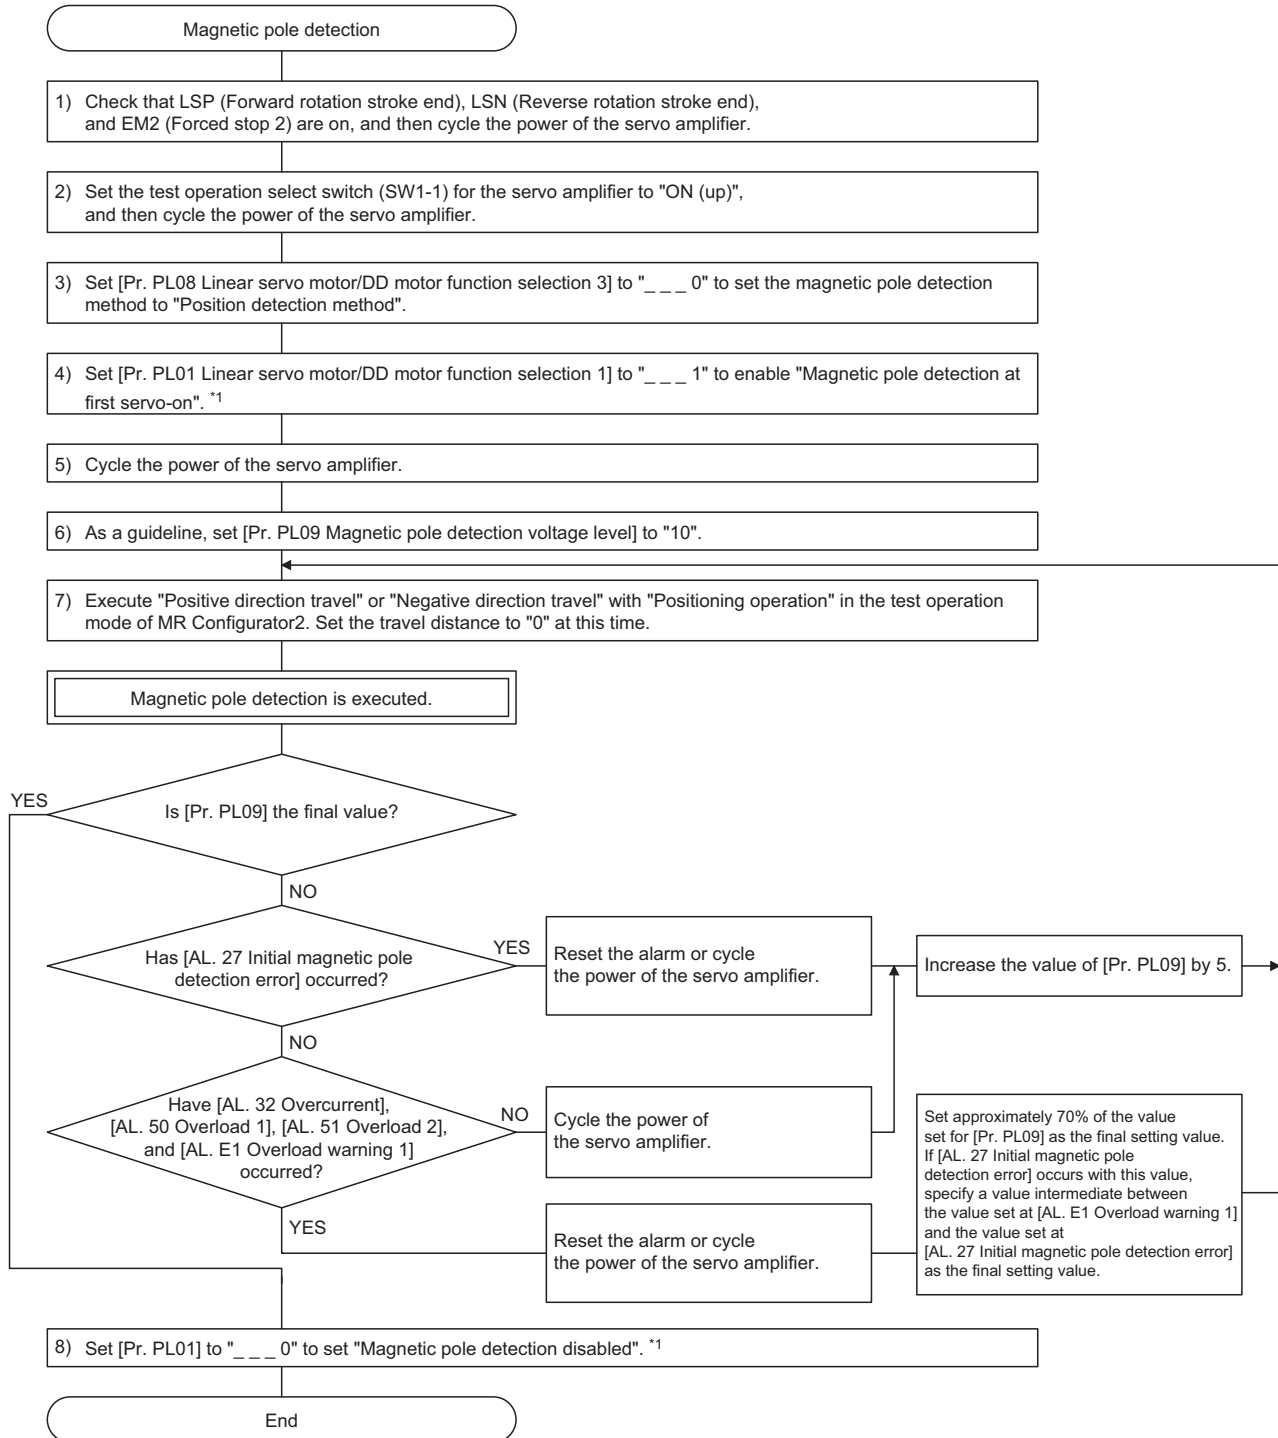 Magnetic pole detection
1) Check that LSP (Forward rotation stroke end), LSN (Reverse rotation stroke end),
and EM2 (Forced stop 2) are on, and then cycle the power of the servo amplifier.
2) Set the test operation select switch (SW1-1) for the servo amplifier to "ON (up)",
and then cycle the power of the servo amplifier.
3) Set [Pr. PL08 Linear servo motor/DD motor function selection 3] to "_ _ _ 0" to set the magnetic pole detection
method to "Position detection method".
4) Set [Pr. PL01 Linear servo motor/DD motor function selection 1] to "_ _ _ 1" to enable "Magnetic pole detection at
first servo-on". *1
5) Cycle the power of the servo amplifier.
6) As a guideline, set [Pr. PL09 Magnetic pole detection voltage level] to "10".
7) Execute "Positive direction travel" or "Negative direction travel" with "Positioning operation" in the test operation
mode of MR Configurator2. Set the travel distance to "0" at this time.
Magnetic pole detection is executed.
YES
Is [Pr. PL09] the final value?
NO
Has [AL. 27 Initial magnetic pole
detection error] occurred?
YES
Reset the alarm or cycle
the power of the servo amplifier.
Increase the value of [Pr. PL09] by 5.
NO
Have [AL. 32 Overcurrent],
[AL. 50 Overload 1], [AL. 51 Overload 2],
and [AL. E1 Overload warning 1]
occurred?
NO
Cycle the power of
the servo amplifier.
Set approximately 70% of the value
set for [Pr. PL09] as the final setting value.
If [AL. 27 Initial magnetic pole
detection error] occurs with this value,
specify a value intermediate between
the value set at [AL. E1 Overload warning 1]
and the value set at
[AL. 27 Initial magnetic pole detection error]
as the final setting value.
YES
Reset the alarm or cycle
the power of the servo amplifier.
8) Set [Pr. PL01] to "_ _ _ 0" to set "Magnetic pole detection disabled". *1
End